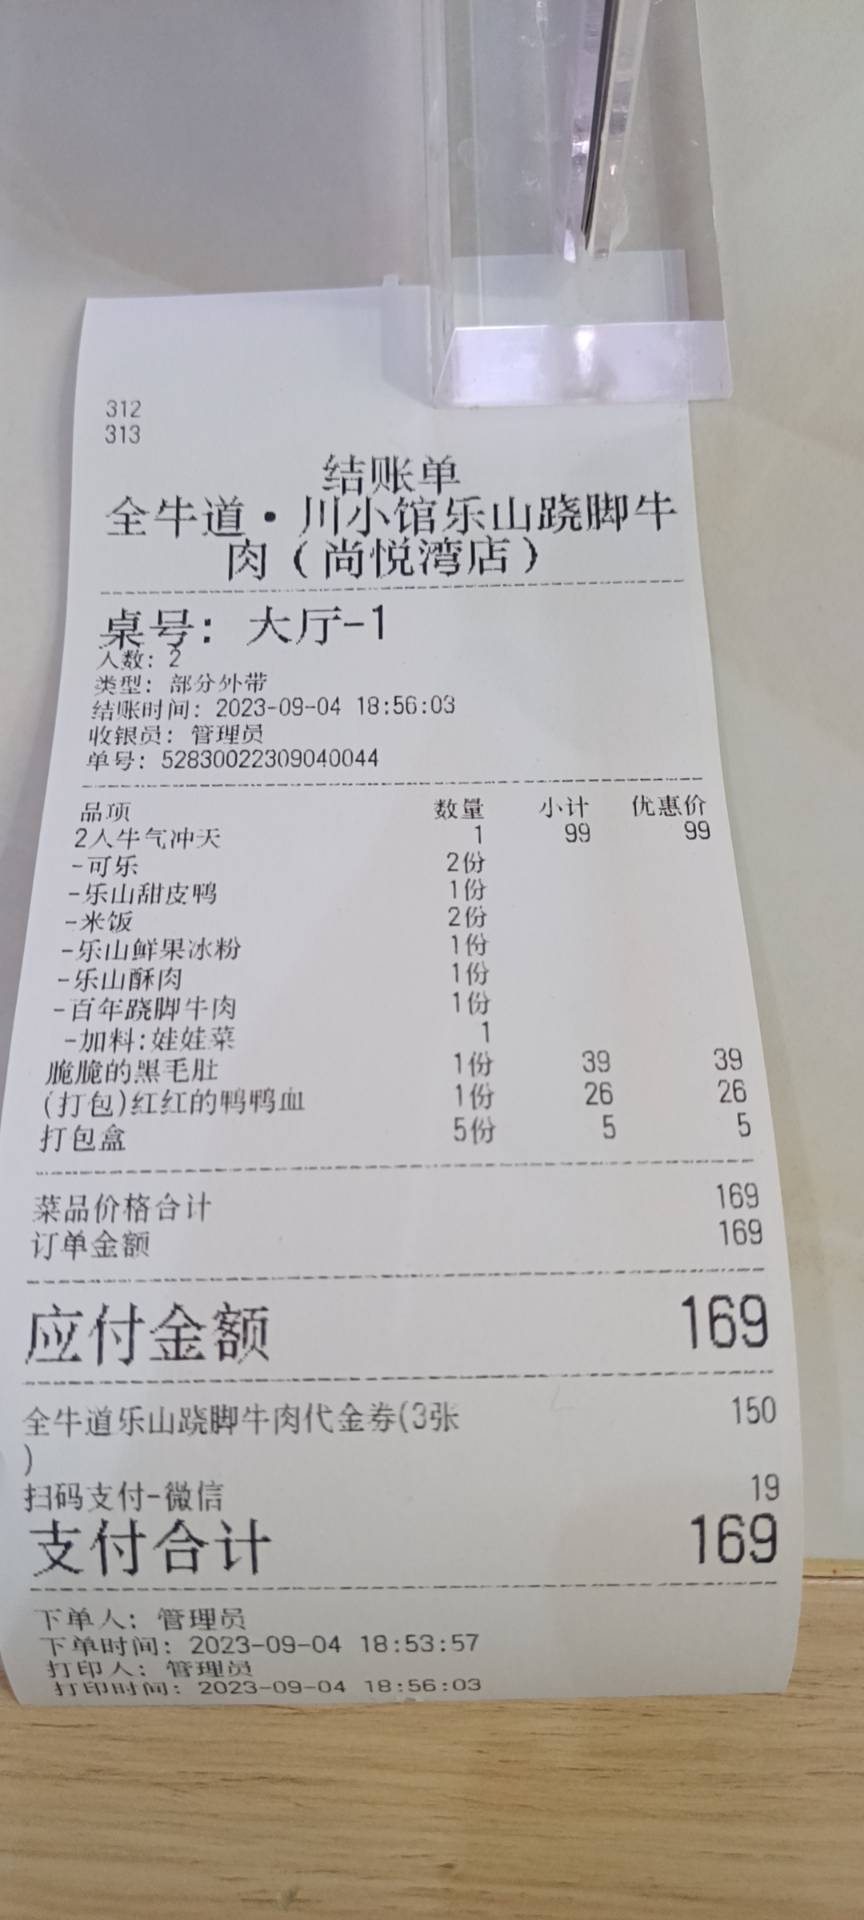 312
313
结账单
全牛道·川小馆乐山跷脚牛
肉(尚悦湾店)
桌号: 大厅-1
人数: 2
类型: 部分外带
结账时间: 2023-09-04 18:56:03
收银员: 管理员
单号: 52830022309040044
品项 数量 小计 优惠价
2人牛气冲天 1 99 99
-可乐 2份
-乐山甜皮鸭 1份
-米饭 2份
-乐山鲜果冰粉 1份
-乐山酥肉 1份
-百年跷脚牛肉 1份
-加料:娃娃菜 1
脆脆的黑毛肚 1份 39 39
(打包)红红的鸭鸭血 1份 26 26
打包盒 5份 5 5
菜品价格合计 169
订单金额 169
应付金额 169
全牛道乐山跷脚牛肉代金券(3张 150
)
扫码支付-微信 19
支付合计 169
下单人: 管理员
下单时间: 2023-09-04 18:53:57
打印人: 管理员
打印时间: 2023-09-04 18:56:03